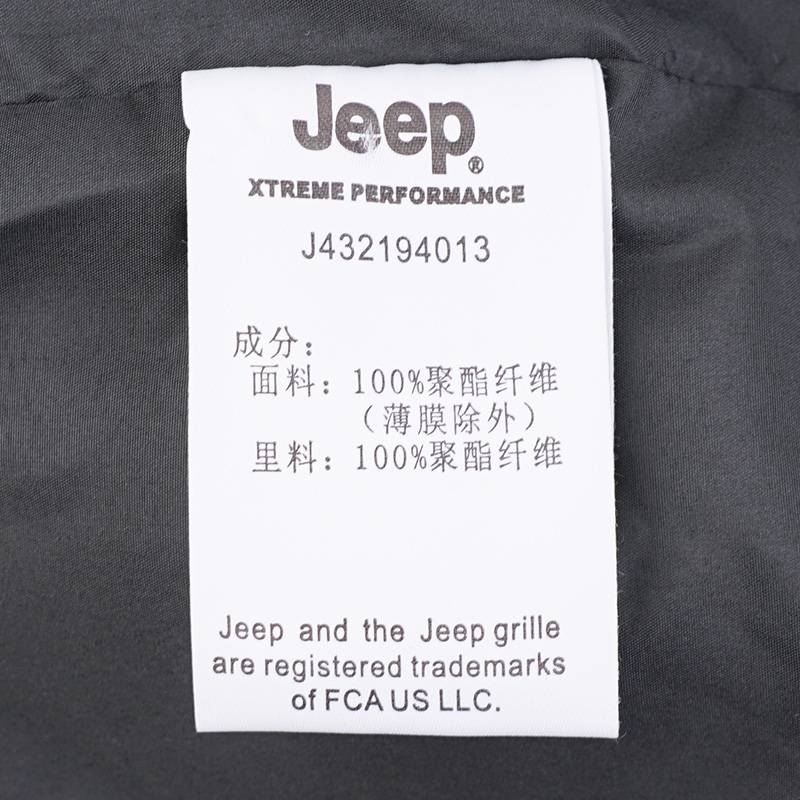 Jeep®
XTREME PERFORMANCE
J432194013
成分：
面料：100%聚酯纤维
（薄膜除外）
里料：100%聚酯纤维
Jeep and the Jeep grille
are registered trademarks
of FCA US LLC.